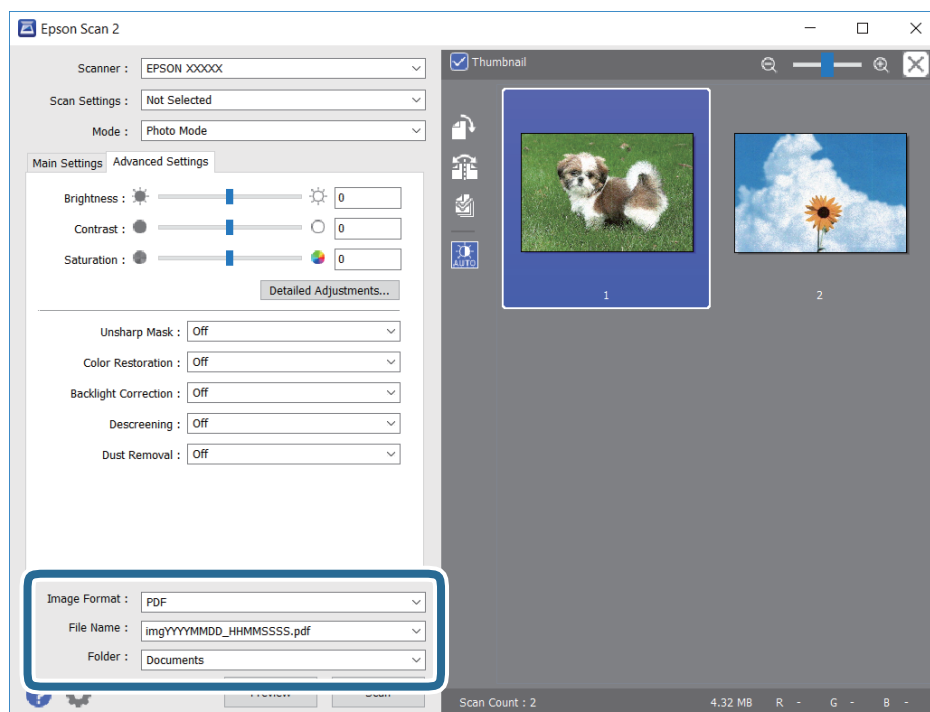 Epson Scan 2
Scanner : EPSON XXXXX
Scan Settings : Not Selected
Mode : Photo Mode
Main Settings Advanced Settings
Brightness : 0
Contrast : 0
Saturation : 0
Detailed Adjustments...
Unsharp Mask : Off
Color Restoration : Off
Backlight Correction : Off
Descreening : Off
Dust Removal : Off
Image Format : PDF
File Name : imgYYYYMMDD_HHMMSSSS.pdf
Folder : Documents
?
Preview Scan
Thumbnail
AUTO
1 2
Scan Count : 2 4.32 MB R - G - B -